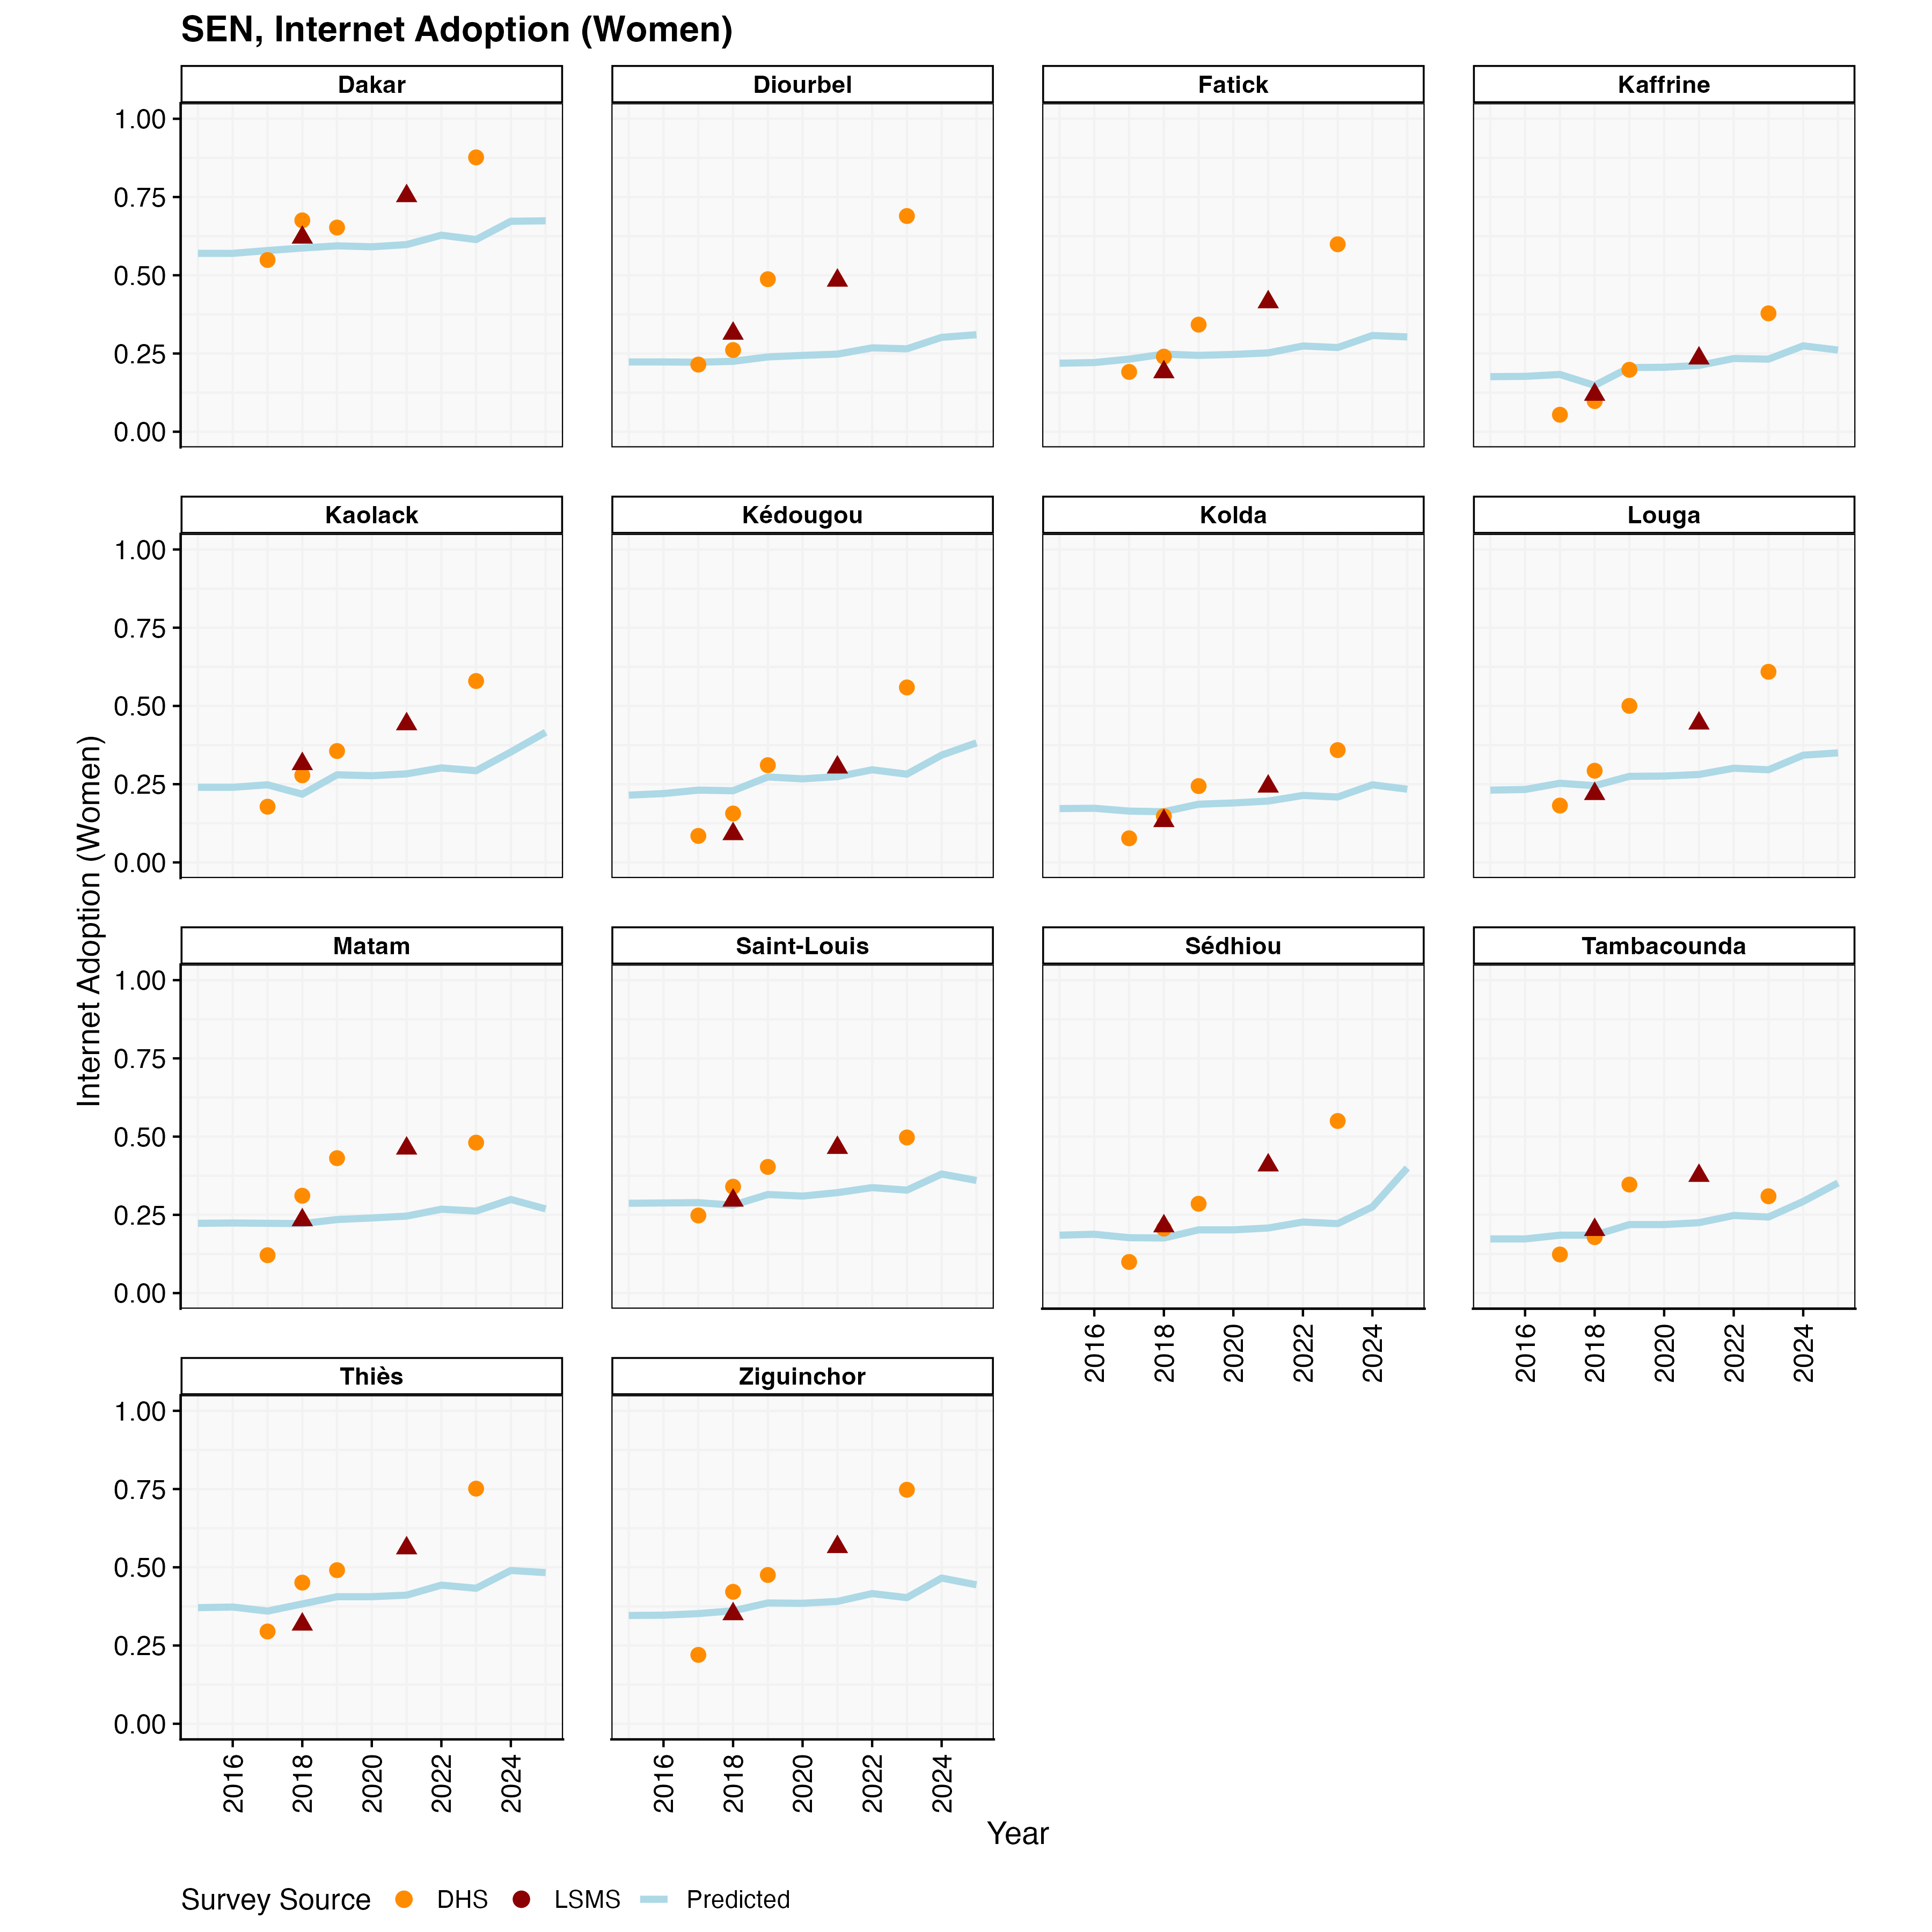 SEN, Internet Adoption (Women)
Dakar
Diourbel
Fatick
Kaffrine
1.00
0.75
0.50
0.25
0.00
Kaolack
Kédougou
Kolda
Louga
1.00
0.75
0.50
0.25
0.00
Internet Adoption (Women)
Matam
Saint-Louis
Sédhiou
Tambacounda
1.00
0.75
0.50
0.25
0.00
2016
2018
2020
2022
2024
2016
2018
2020
2022
2024
Thiès
Ziguinchor
1.00
0.75
0.50
0.25
0.00
2016
2018
2020
2022
2024
2016
2018
2020
2022
2024
Year
Survey Source DHS LSMS Predicted